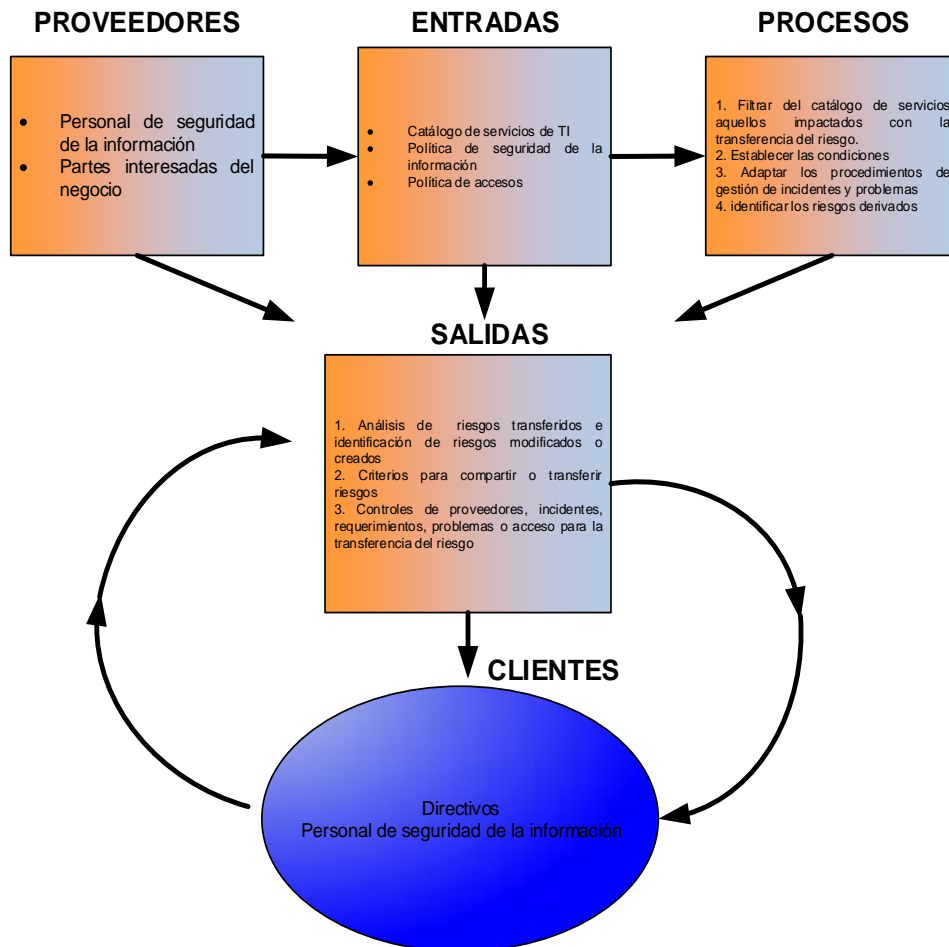 PROVEEDORES
ENTRADAS
PROCESOS
• Personal de seguridad
de la información
• Partes interesadas del
negocio
• Catálogo de servicios de TI
• Política de seguridad de la
información
• Política de accesos
1. Filtrar del catálogo de servicios
aquellos impactados con la
transferencia del riesgo.
2. Establecer las condiciones
3. Adaptar los procedimientos de
gestión de incidentes y problemas
4. identificar los riesgos derivados
SALIDAS
1. Análisis de riesgos transferidos e
identificación de riesgos modificados o
creados
2. Criterios para compartir o transferir
riesgos
3. Controles de proveedores, incidentes,
requerimientos, problemas o acceso para la
transferencia del riesgo
CLIENTES
Directivos
Personal de seguridad de la información